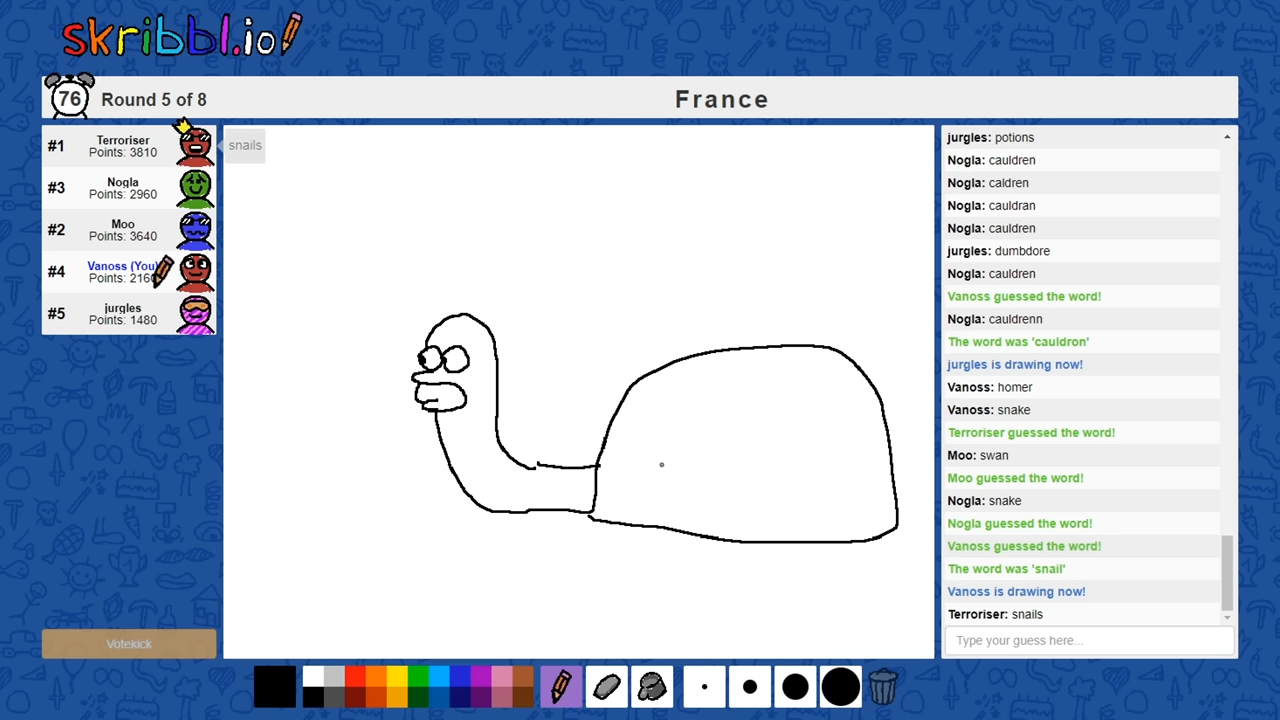 skribbl.io
76
Round 5 of 8
France
#1
Terroriser
Points: 3810
#3
Nogla
Points: 2960
#2
Moo
Points: 3640
#4
Vanoss (You)
Points: 2160
#5
jurgles
Points: 1480
snails
Votekick
jurgles: potions
Nogla: cauldren
Nogla: caldren
Nogla: cauldran
Nogla: cauldren
jurgles: dumbdore
Nogla: cauldren
Vanoss guessed the word!
Nogla: cauldrenn
The word was 'cauldron'
jurgles is drawing now!
Vanoss: homer
Vanoss: snake
Terroriser guessed the word!
Moo: swan
Moo guessed the word!
Nogla: snake
Nogla guessed the word!
Vanoss guessed the word!
The word was 'snail'
Vanoss is drawing now!
Terroriser: snails
Type your guess here...